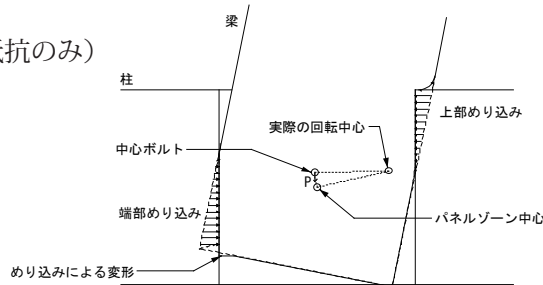 梁
抵抗のみ）
柱
上部めり込み
実際の回転中心
中心ボルト
P
端部めり込み
パネルゾーン中心
めり込みによる変形